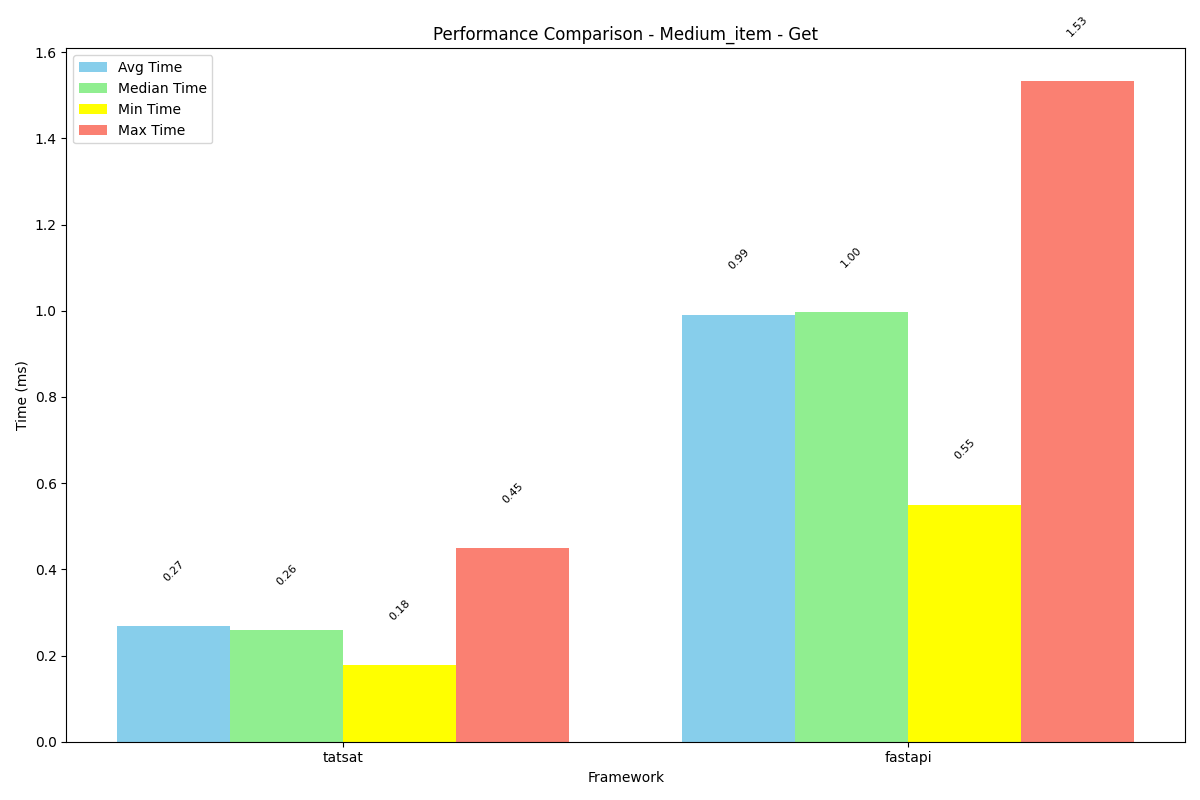 Performance Comparison - Medium_item - Get
Avg Time
Median Time
Min Time
Max Time
Time (ms)
1.6
1.4
1.2
1.0
0.8
0.6
0.4
0.2
0.0
0.27
0.26
0.18
0.45
0.99
1.00
0.55
1.53
tatsat
fastapi
Framework